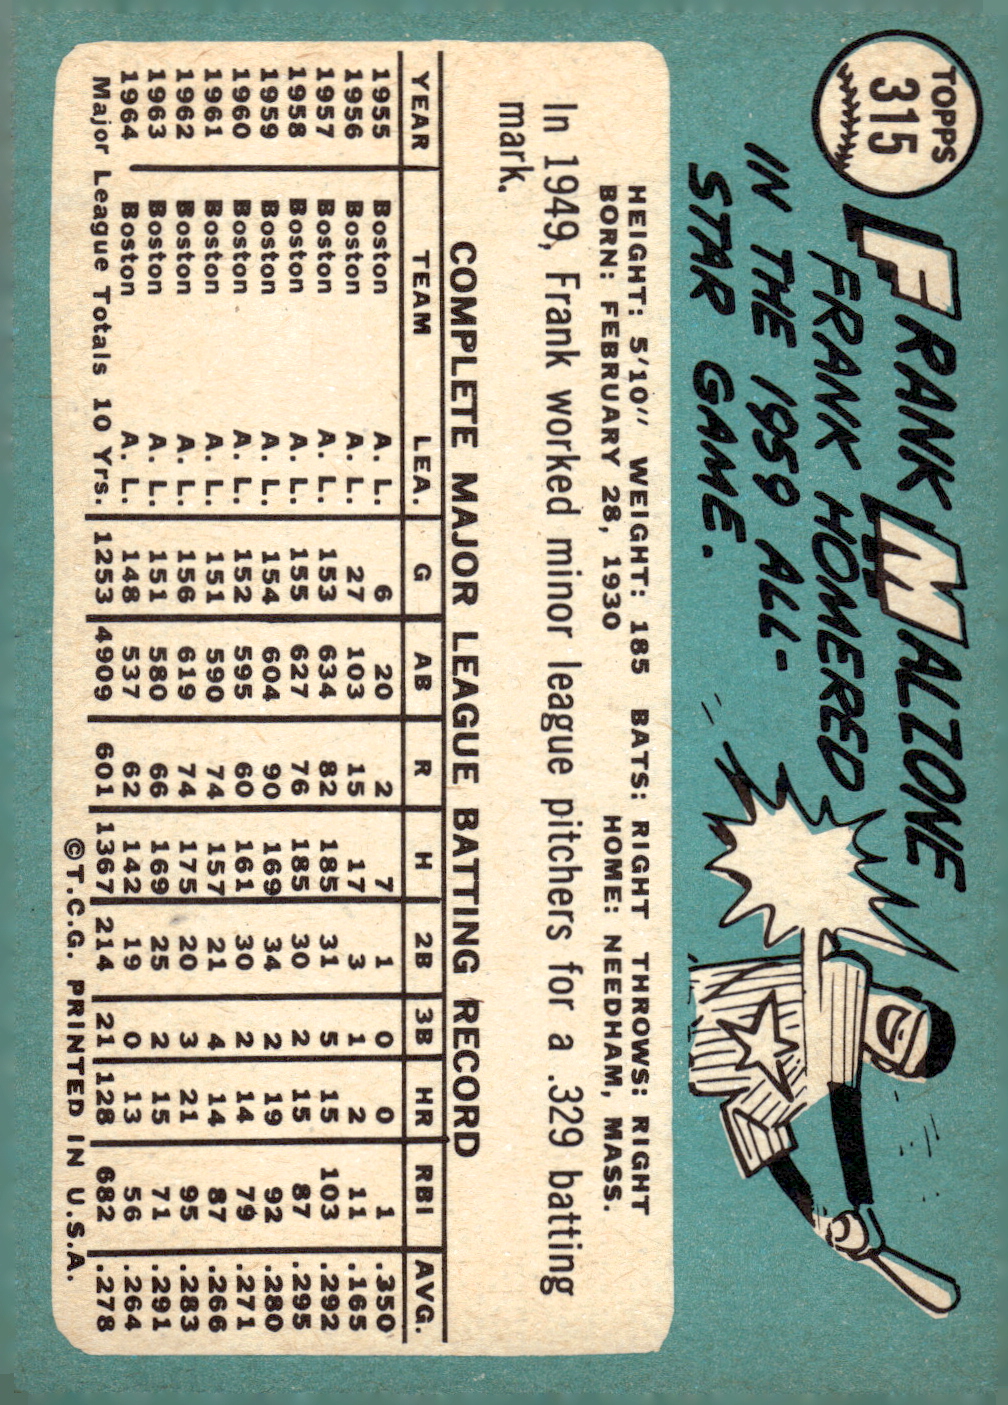 TOPPS
315
FRANK MALZONE
FRANK HOMERED
IN THE 1959 ALL-
STAR GAME.
HEIGHT: 5'10" WEIGHT: 185 BATS: RIGHT THROWS: RIGHT
BORN: FEBRUARY 28, 1930 HOME: NEEDHAM, MASS.
In 1949, Frank worked minor league pitchers for a .329 batting
mark.
COMPLETE MAJOR LEAGUE BATTING RECORD
YEAR TEAM LEA. G AB R H 2B 3B HR RBI AVG.
1955 Boston A. L. 6 20 2 7 1 0 0 1 .350
1956 Boston A. L. 27 103 15 17 3 1 2 11 .165
1957 Boston A. L. 153 634 82 185 31 5 15 103 .292
1958 Boston A. L. 155 627 76 185 30 2 15 87 .295
1959 Boston A. L. 154 604 90 169 34 2 19 92 .280
1960 Boston A. L. 152 595 60 161 30 2 14 79 .271
1961 Boston A. L. 151 590 74 157 21 4 14 87 .266
1962 Boston A. L. 156 619 74 175 20 3 21 95 .283
1963 Boston A. L. 151 580 66 169 25 2 15 71 .291
1964 Boston A. L. 148 537 62 142 19 0 13 56 .264
Major League Totals 10 Yrs. 1253 4909 601 1367 214 21 128 682 .278
©T.C.G. PRINTED IN U.S.A.